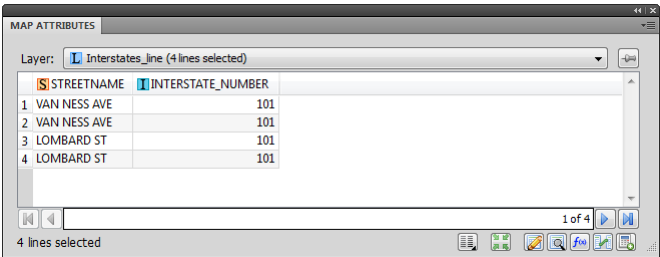 MAP ATTRIBUTES
Layer: L Interstates_line (4 lines selected)
S STREETNAME I INTERSTATE_NUMBER
1 VAN NESS AVE 101
2 VAN NESS AVE 101
3 LOMBARD ST 101
4 LOMBARD ST 101
1 of 4
4 lines selected f(x)